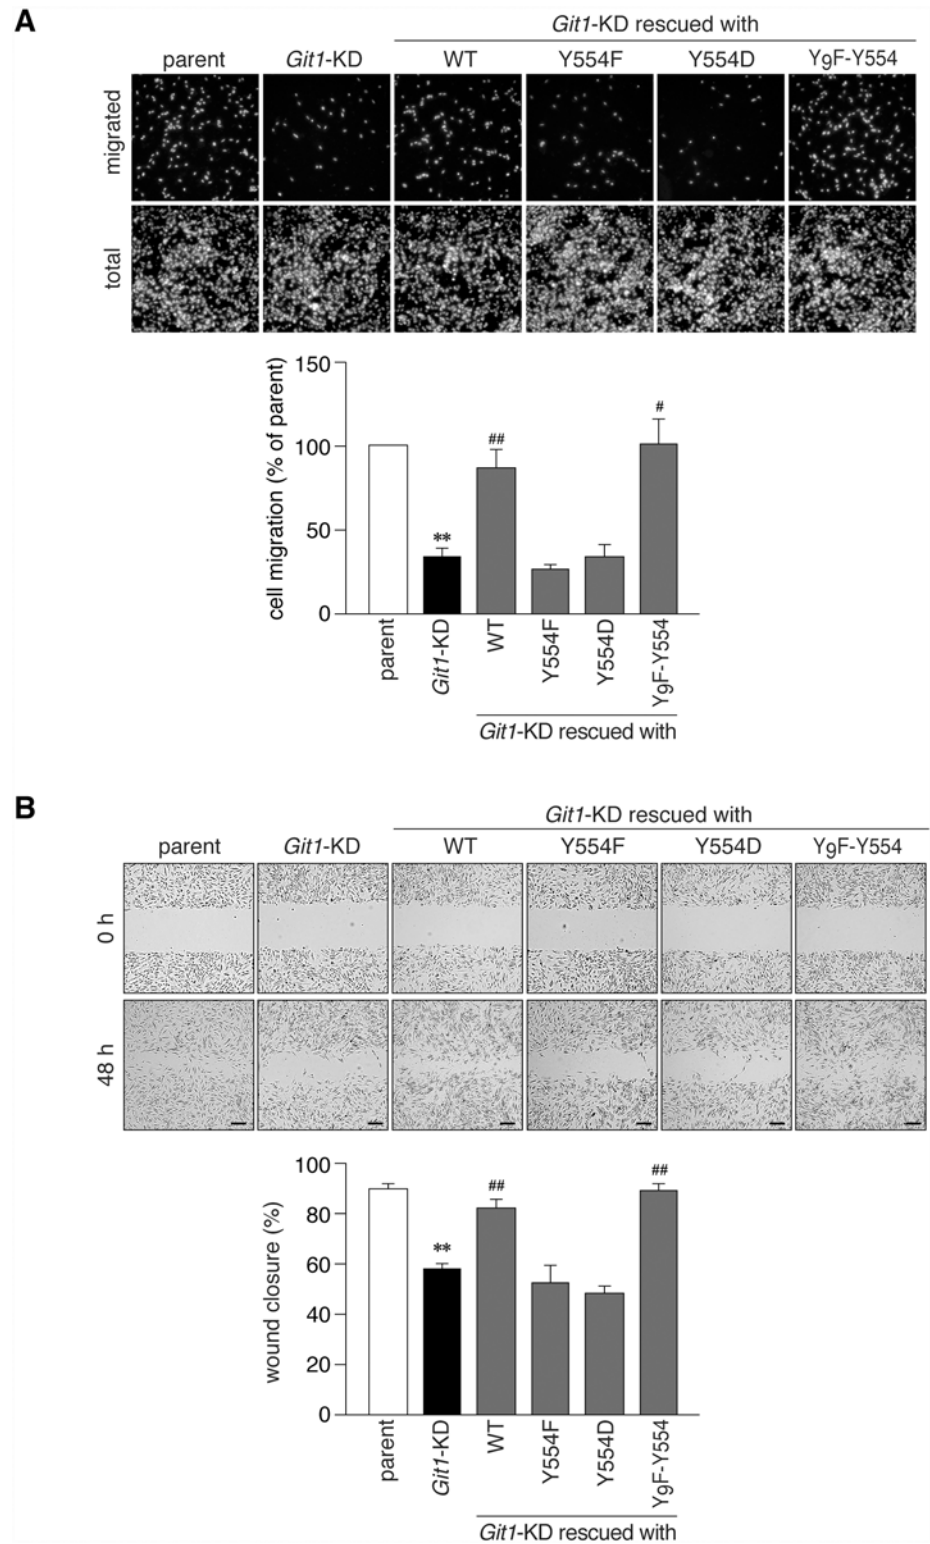 A
Git1-KD rescued with
parent Git1-KD WT Y554F Y554D Y9F-Y554
migrated
total
cell migration (% of parent)
150
100
50
0
**
##
#
parent Git1-KD WT Y554F Y554D Y9F-Y554
Git1-KD rescued with
B
Git1-KD rescued with
parent Git1-KD WT Y554F Y554D Y9F-Y554
0 h
48 h
wound closure (%)
100
80
60
40
20
0
**
##
##
parent Git1-KD WT Y554F Y554D Y9F-Y554
Git1-KD rescued with